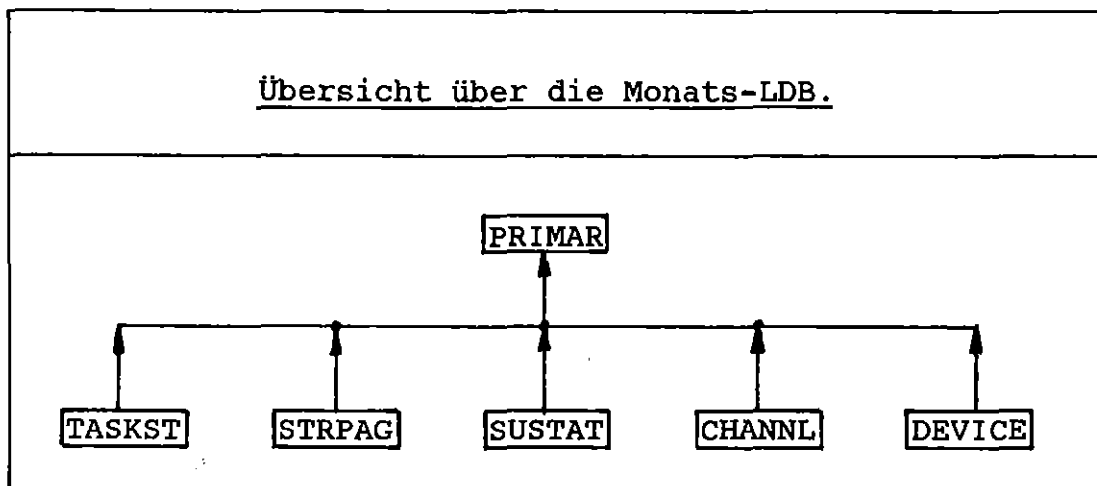 Übersicht über die Monats-LDB.
PRIMAR
TASKST STRPAG SUSTAT CHANNL DEVICE